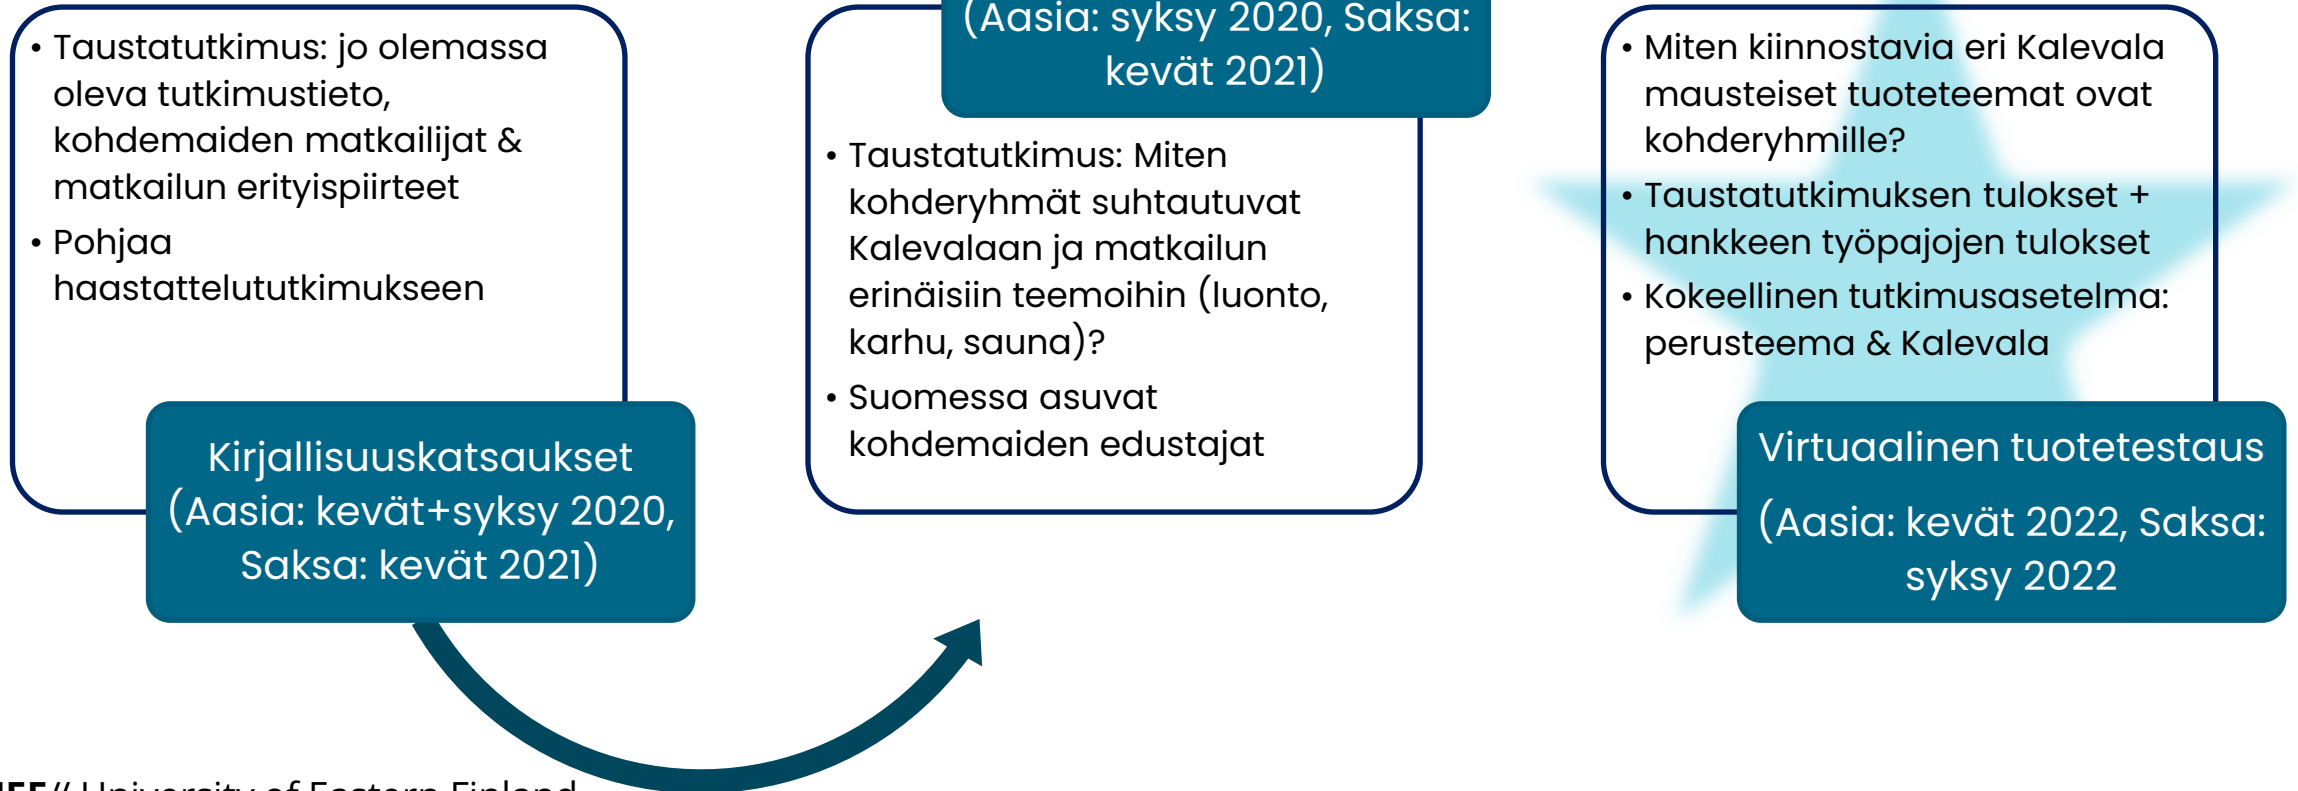 • Taustatutkimus: jo olemassa
oleva tutkimustieto,
kohdemaiden matkailijat &
matkailun erityispiirteet
• Pohjaa
haastattelututkimukseen
Kirjallisuuskatsaukset
(Aasia: kevät+syksy 2020,
Saksa: kevät 2021)
(Aasia: syksy 2020, Saksa:
kevät 2021)
• Taustatutkimus: Miten
kohderyhmät suhtautuvat
Kalevalaan ja matkailun
erinäisiin teemoihin (luonto,
karhu, sauna)?
• Suomessa asuvat
kohdemaiden edustajat
• Miten kiinnostavia eri Kalevala
mausteiset tuoteteemat ovat
kohderyhmille?
• Taustatutkimuksen tulokset +
hankkeen työpajojen tulokset
• Kokeellinen tutkimusasetelma:
perusteema & Kalevala
Virtuaalinen tuotetestaus
(Aasia: kevät 2022, Saksa:
syksy 2022
// University of Eastern Finland